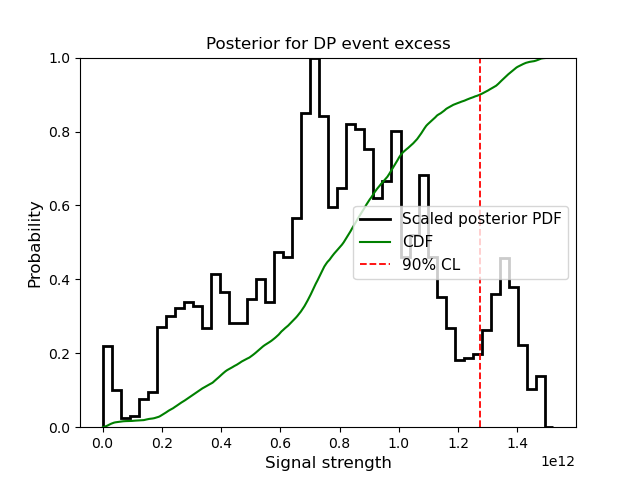 Posterior for DP event excess
Probability
1.0
0.8
0.6
0.4
0.2
0.0
Scaled posterior PDF
CDF
90% CL
0.0 0.2 0.4 0.6 0.8 1.0 1.2 1.4
1e12
Signal strength